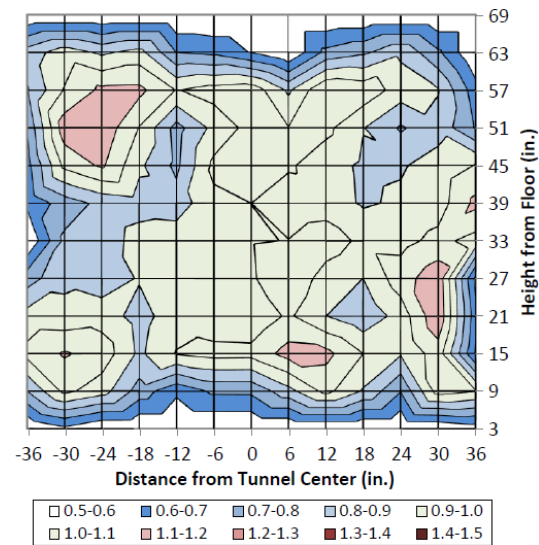 69
63
57
51
45
39
33
27
21
15
9
3
Height from Floor (in.)
-36 -30 -24 -18 -12 -6 0 6 12 18 24 30 36
Distance from Tunnel Center (in.)
0.5-0.6 0.6-0.7 0.7-0.8 0.8-0.9 0.9-1.0
1.0-1.1 1.1-1.2 1.2-1.3 1.3-1.4 1.4-1.5